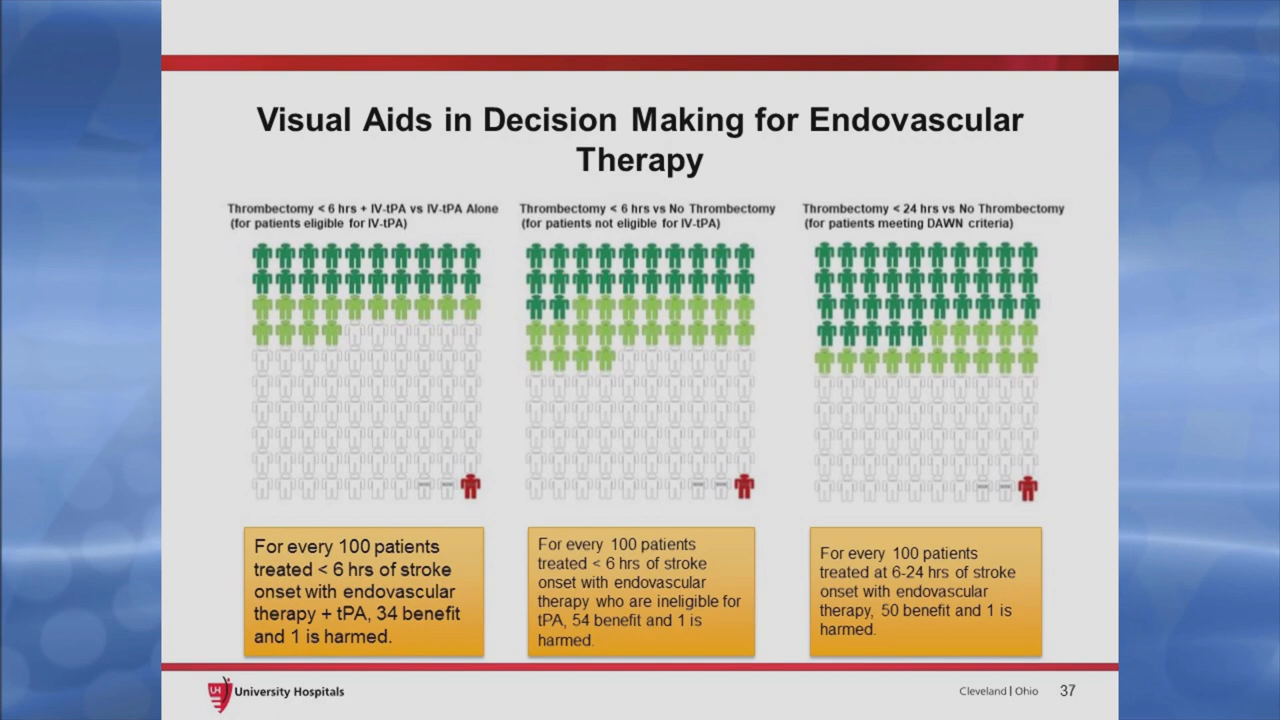 Visual Aids in Decision Making for Endovascular
Therapy
Thrombectomy < 6 hrs + IV-tPA vs IV-tPA Alone
(for patients eligible for IV-tPA)
Thrombectomy < 6 hrs vs No Thrombectomy
(for patients not eligible for IV-tPA)
Thrombectomy < 24 hrs vs No Thrombectomy
(for patients meeting DAWN criteria)
For every 100 patients
treated < 6 hrs of stroke
onset with endovascular
therapy + tPA, 34 benefit
and 1 is harmed.
For every 100 patients
treated < 6 hrs of stroke
onset with endovascular
therapy who are ineligible for
tPA, 54 benefit and 1 is
harmed.
For every 100 patients
treated at 6-24 hrs of stroke
onset with endovascular
therapy, 50 benefit and 1 is
harmed.
UH University Hospitals
Cleveland | Ohio 37